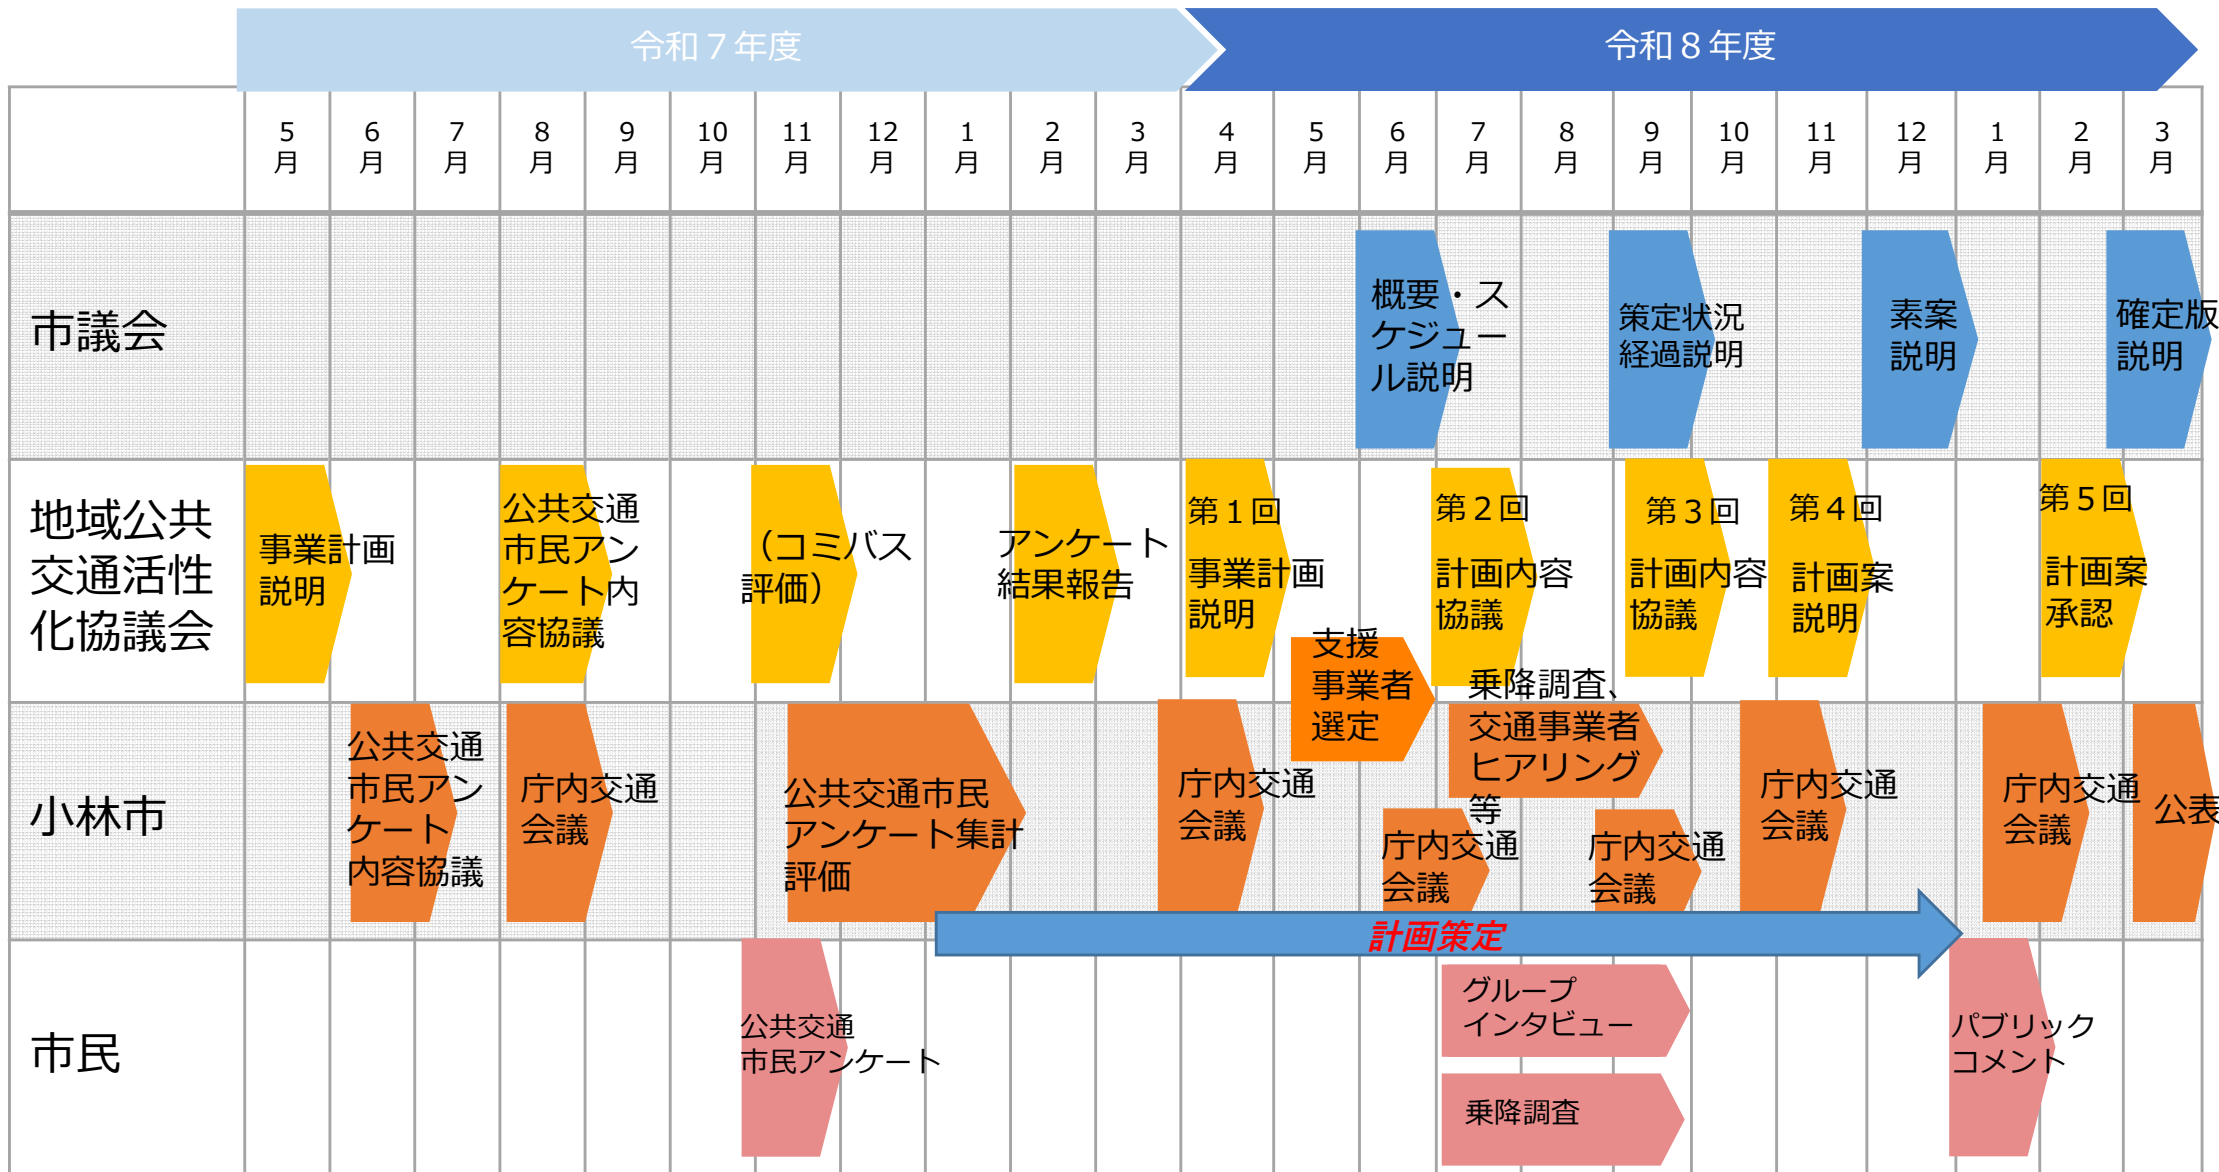 令和７年度
令和８年度
5月
6月
7月
8月
9月
10月
11月
12月
1月
2月
3月
4月
5月
6月
7月
8月
9月
10月
11月
12月
1月
2月
3月
市議会
概要・ス
ケジュー
ル説明
策定状況
経過説明
素案
説明
確定版
説明
地域公共
交通活性
化協議会
事業計画
説明
公共交通
市民アン
ケート内
容協議
（コミバス
評価）
アンケート
結果報告
第１回
事業計画
説明
第２回
計画内容
協議
第３回
計画内容
協議
第４回
計画案
説明
第５回
計画案
承認
小林市
公共交通
市民アン
ケート
内容協議
庁内交通
会議
公共交通市民
アンケート集計
評価
庁内交通
会議
支援
事業者
選定
乗降調査、
交通事業者
ヒアリング
等
庁内交通
会議
庁内交通
会議
庁内交通
会議
庁内交通
会議
公表
計画策定
市民
公共交通
市民アンケート
グループ
インタビュー
乗降調査
パブリック
コメント